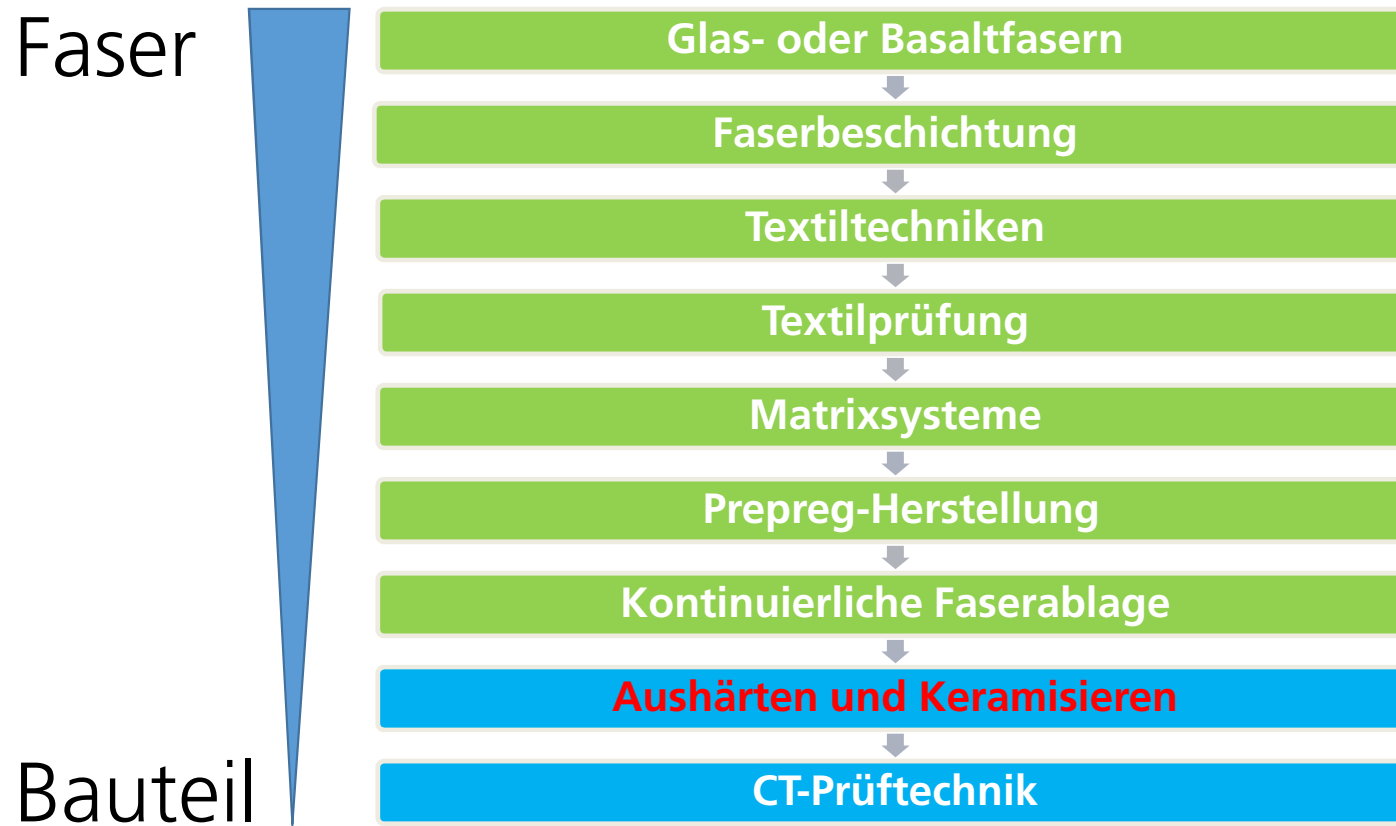 Faser
Glas- oder Basaltfasern
Faserbeschichtung
Textiltechniken
Textilprüfung
Matrixsysteme
Prepreg-Herstellung
Kontinuierliche Faserablage
Aushärten und Keramisieren
Bauteil
CT-Prüftechnik